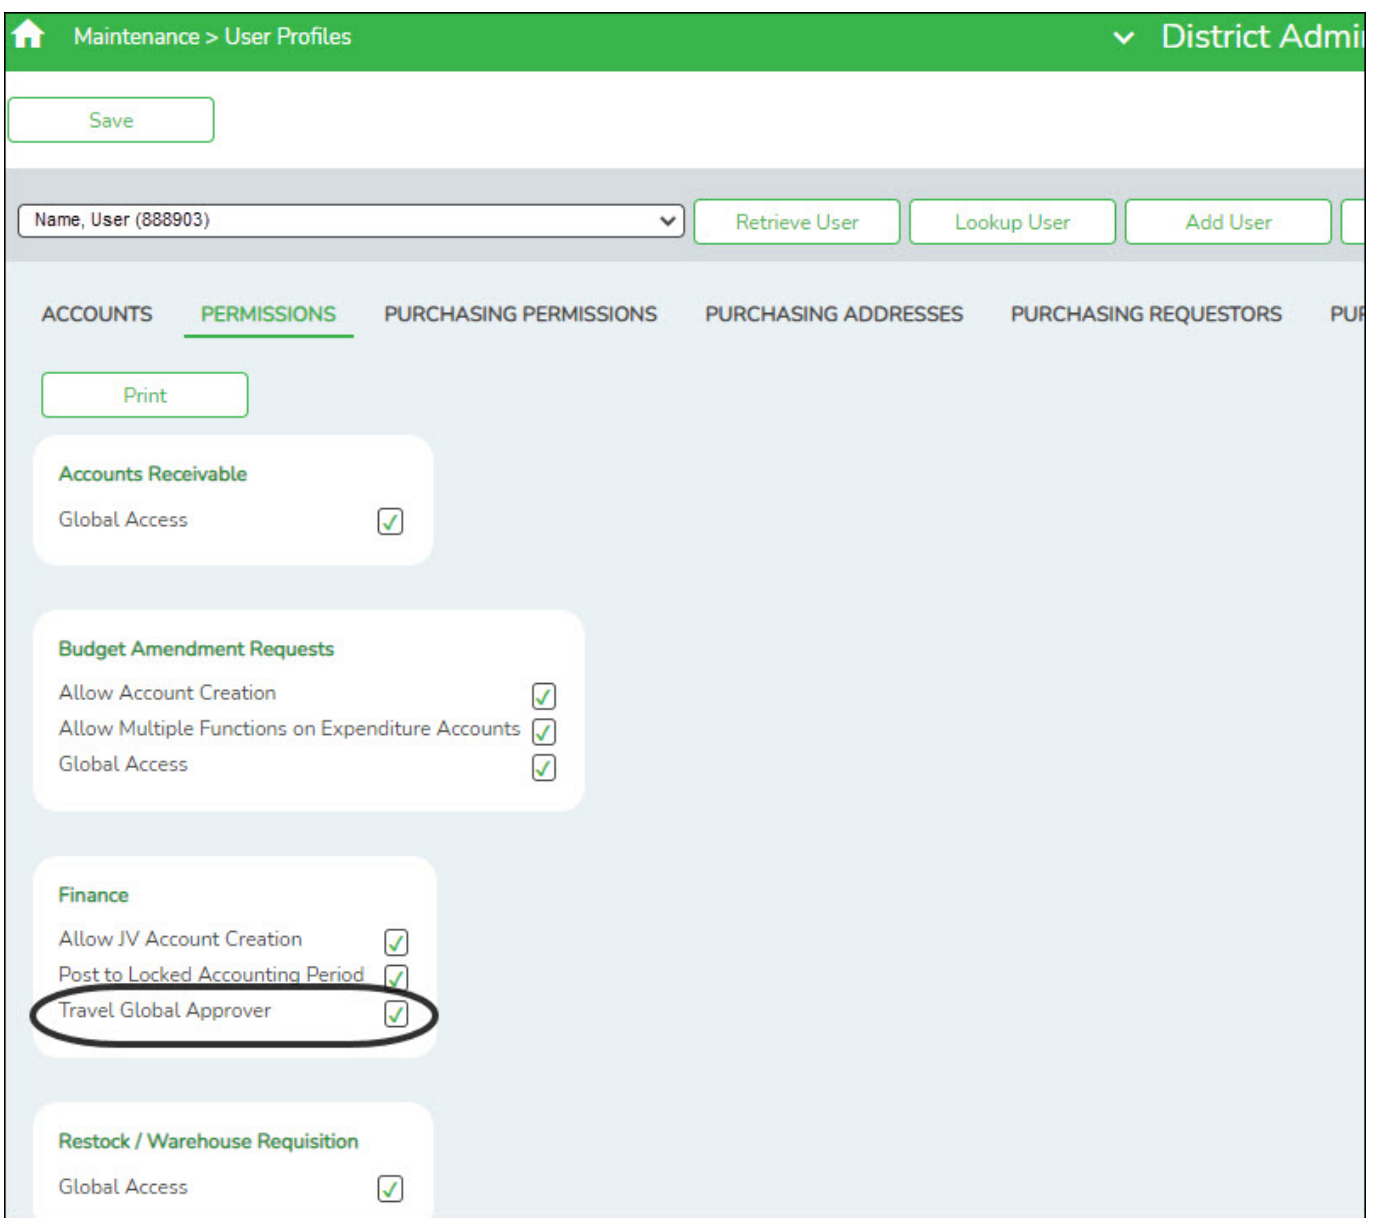 Maintenance > User Profiles
District Admi
Save
Name, User (888903)
Retrieve User
Lookup User
Add User
ACCOUNTS
PERMISSIONS
PURCHASING PERMISSIONS
PURCHASING ADDRESSES
PURCHASING REQUESTORS
PUR
Print
Accounts Receivable
Global Access
Budget Amendment Requests
Allow Account Creation
Allow Multiple Functions on Expenditure Accounts
Global Access
Finance
Allow JV Account Creation
Post to Locked Accounting Period
Travel Global Approver
Restock / Warehouse Requisition
Global Access